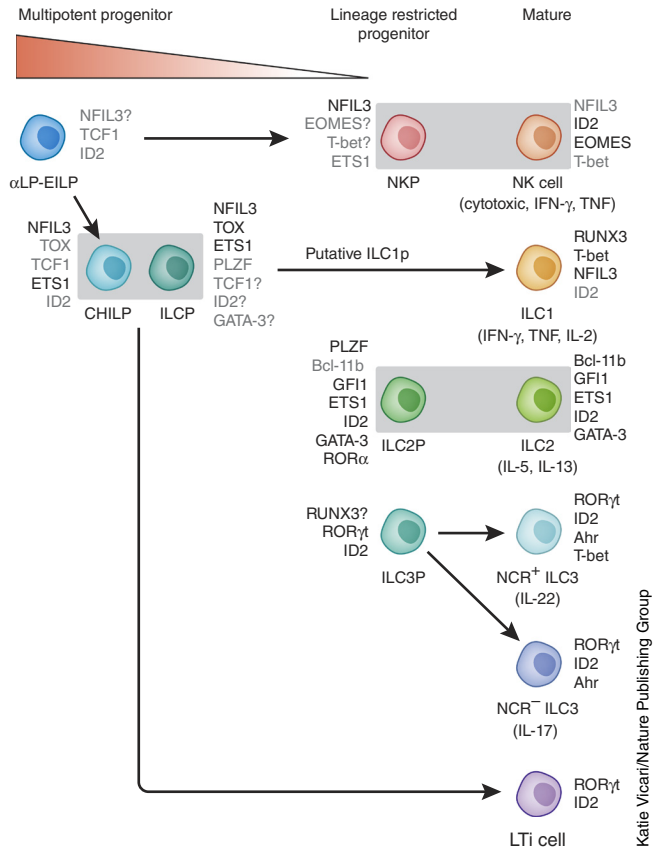 Multipotent progenitor
Lineage restricted
progenitor
Mature
NFIL3?
TCF1
ID2
αLP-EILP
NFIL3
EOMES?
T-bet?
ETS1
NKP
NFIL3
ID2
EOMES
T-bet
NK cell
(cytotoxic, IFN-γ, TNF)
NFIL3
TOX
TCF1
ETS1
ID2
CHILP
ILCP
NFIL3
TOX
ETS1
PLZF
TCF1?
ID2?
GATA-3?
Putative ILC1p
RUNX3
T-bet
NFIL3
ID2
ILC1
(IFN-γ, TNF, IL-2)
PLZF
Bcl-11b
GFI1
ETS1
ID2
GATA-3
RORα
ILC2P
Bcl-11b
GFI1
ETS1
ID2
GATA-3
ILC2
(IL-5, IL-13)
RUNX3?
RORγt
ID2
ILC3P
RORγt
ID2
Ahr
T-bet
NCR⁺ ILC3
(IL-22)
RORγt
ID2
Ahr
NCR⁻ ILC3
(IL-17)
RORγt
ID2
LTi cell
Katie Vicari/Nature Publishing Group